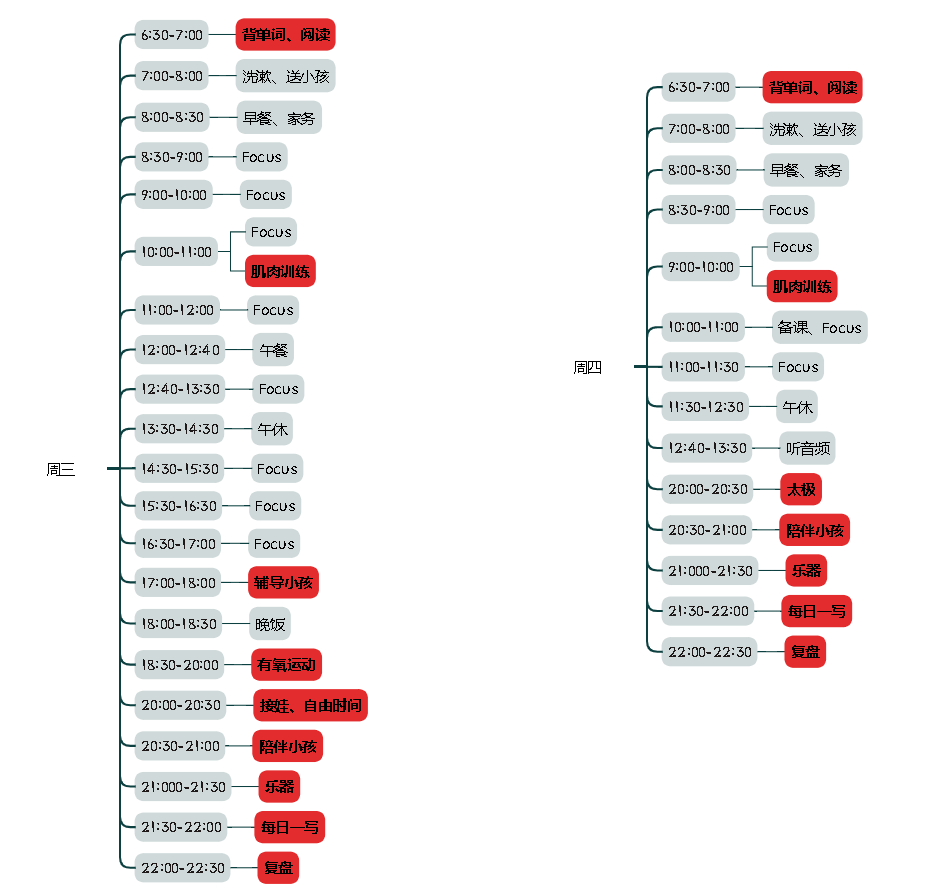 周三
6:30-7:00 背单词、阅读
7:00-8:00 洗漱、送小孩
8:00-8:30 早餐、家务
8:30-9:00 Focus
9:00-10:00 Focus
10:00-11:00 Focus
肌肉训练
11:00-12:00 Focus
12:00-12:40 午餐
12:40-13:30 Focus
13:30-14:30 午休
14:30-15:30 Focus
15:30-16:30 Focus
16:30-17:00 Focus
17:00-18:00 辅导小孩
18:00-18:30 晚饭
18:30-20:00 有氧运动
20:00-20:30 接娃、自由时间
20:30-21:00 陪伴小孩
21:000-21:30 乐器
21:30-22:00 每日一写
22:00-22:30 复盘
周四
6:30-7:00 背单词、阅读
7:00-8:00 洗漱、送小孩
8:00-8:30 早餐、家务
8:30-9:00 Focus
9:00-10:00 Focus
肌肉训练
10:00-11:00 备课、Focus
11:00-11:30 Focus
11:30-12:30 午休
12:40-13:30 听音频
20:00-20:30 太极
20:30-21:00 陪伴小孩
21:000-21:30 乐器
21:30-22:00 每日一写
22:00-22:30 复盘